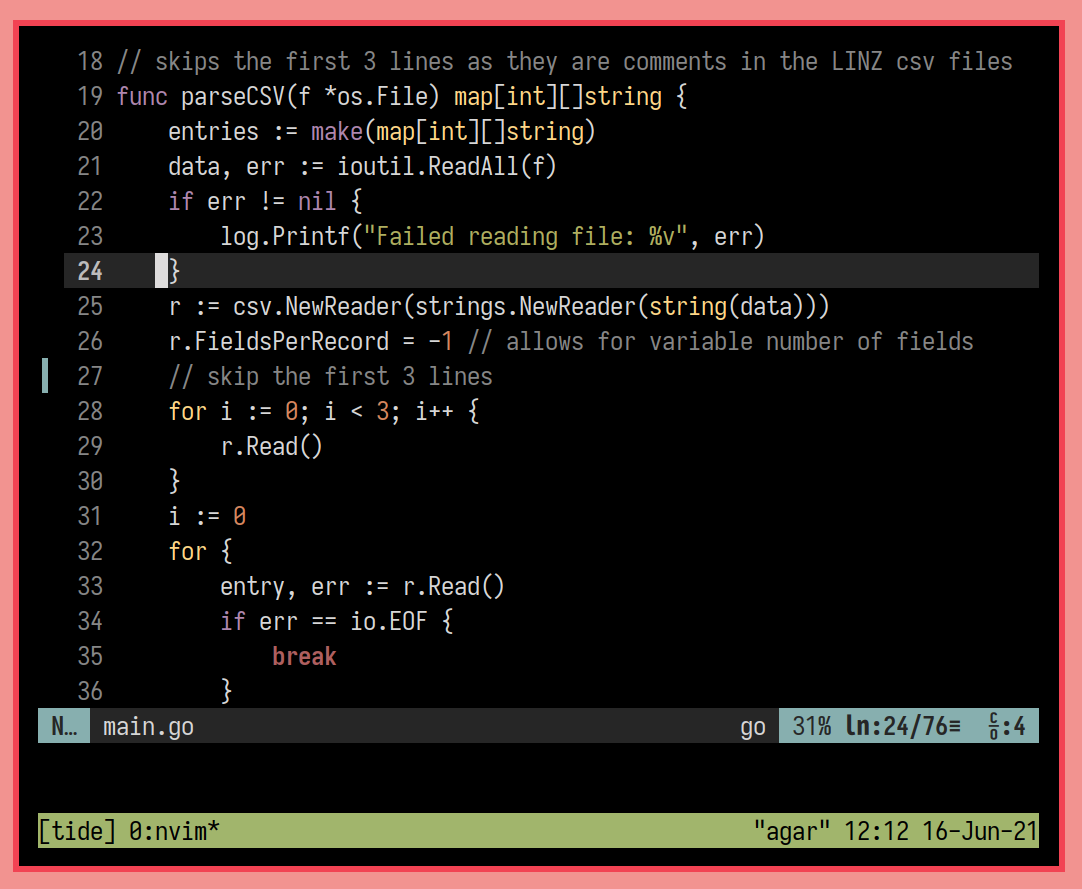 18 // skips the first 3 lines as they are comments in the LINZ csv files
19 func parseCSV(f *os.File) map[int][]string {
20     entries := make(map[int][]string)
21     data, err := ioutil.ReadAll(f)
22     if err != nil {
23         log.Printf("Failed reading file: %v", err)
24     }
25     r := csv.NewReader(strings.NewReader(string(data)))
26     r.FieldsPerRecord = -1 // allows for variable number of fields
27     // skip the first 3 lines
28     for i := 0; i < 3; i++ {
29         r.Read()
30     }
31     i := 0
32     for {
33         entry, err := r.Read()
34         if err == io.EOF {
35             break
36         }
N… main.go go 31% ln:24/76≡ ℅:4
[tide] 0:nvim* "agar" 12:12 16-Jun-21